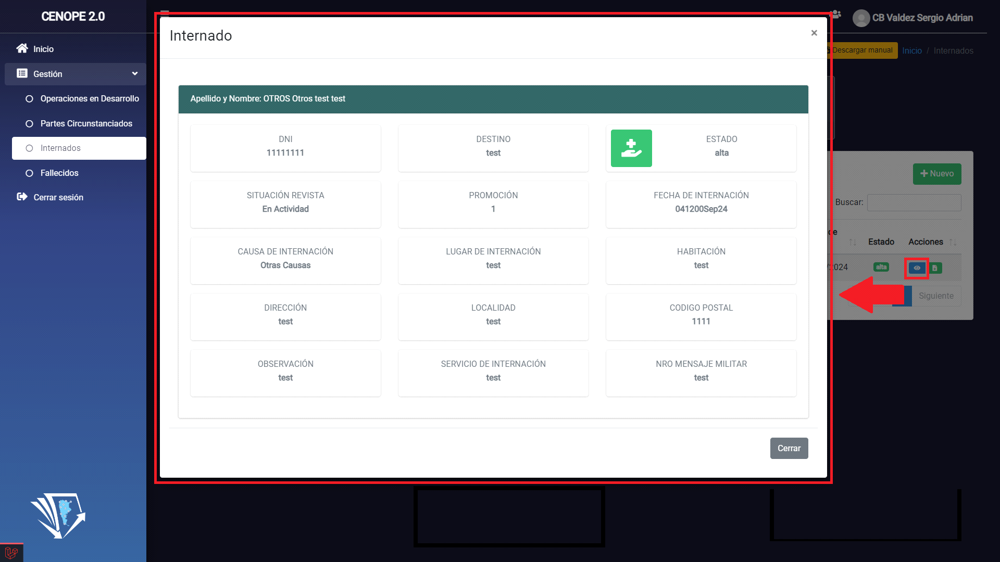 CENOPE 2.0
Inicio
Gestión
Operaciones en Desarrollo
Partes Circunstanciados
Internados
Fallecidos
Cerrar sesión
CB Valdez Sergio Adrian
Descargar manual
Inicio / Internados
Internado
×
Apellido y Nombre: OTROS Otros test test
DNI
11111111
DESTINO
test
ESTADO
alta
SITUACIÓN REVISTA
En Actividad
PROMOCIÓN
1
FECHA DE INTERNACIÓN
041200Sep24
CAUSA DE INTERNACIÓN
Otras Causas
LUGAR DE INTERNACIÓN
test
HABITACIÓN
test
DIRECCIÓN
test
LOCALIDAD
test
CODIGO POSTAL
1111
OBSERVACIÓN
test
SERVICIO DE INTERNACIÓN
test
NRO MENSAJE MILITAR
test
Cerrar
Nuevo
Buscar:
de
Estado
Acciones
/2024
alta
Siguiente